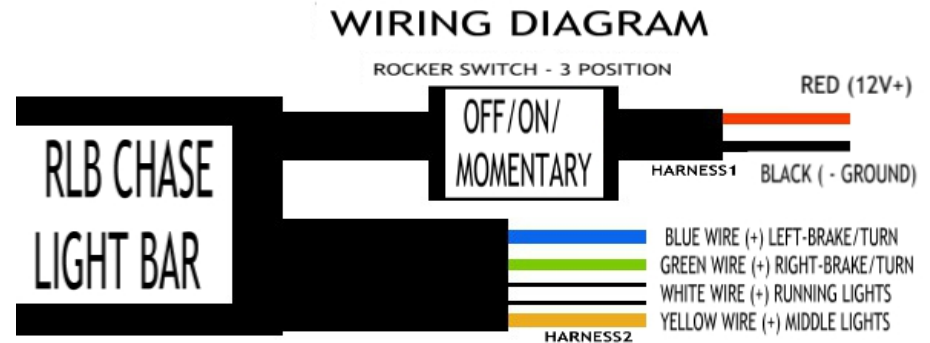 WIRING DIAGRAM
ROCKER SWITCH - 3 POSITION
RED (12V+)
OFF/ON/
MOMENTARY
HARNESS1
BLACK ( - GROUND)
RLB CHASE
LIGHT BAR
BLUE WIRE (+) LEFT-BRAKE/TURN
GREEN WIRE (+) RIGHT-BRAKE/TURN
WHITE WIRE (+) RUNNING LIGHTS
YELLOW WIRE (+) MIDDLE LIGHTS
HARNESS2